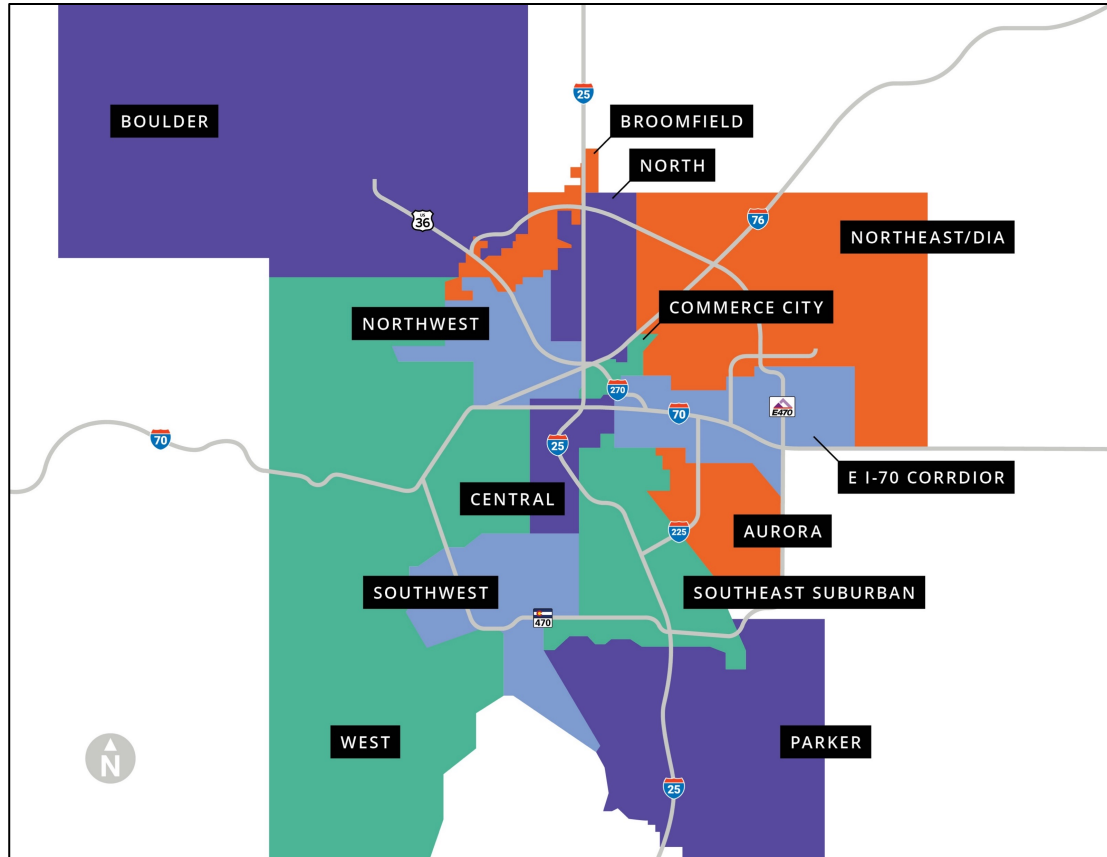 25
BOULDER
BROOMFIELD
NORTH
US
36
76
NORTHEAST/DIA
COMMERCE CITY
NORTHWEST
270
E470
70
70
25
E I-70 CORRDIOR
CENTRAL
225
AURORA
SOUTHWEST
SOUTHEAST SUBURBAN
470
WEST
PARKER
N
25